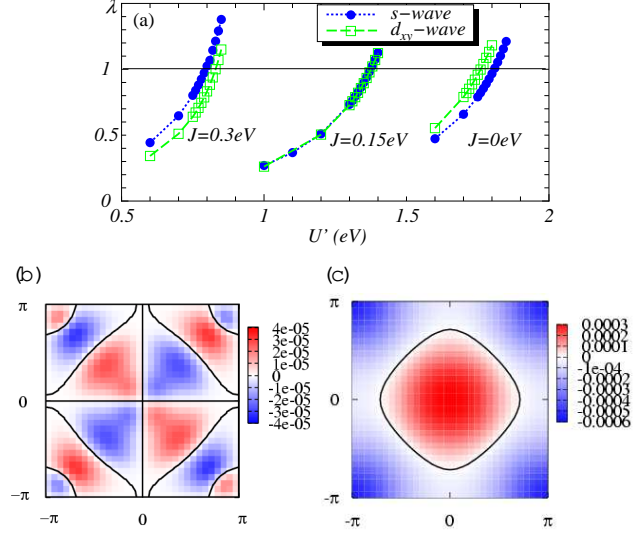 λ
(a)
s−wave
dxy−wave
1
0.5
0
J=0.3eV
J=0.15eV
J=0eV
0.5 1 1.5 2
U' (eV)
(b)
π
0
−π
−π 0 π
4e-05
3e-05
2e-05
1e-05
0
-1e-05
-2e-05
-3e-05
-4e-05
(c)
π
0
-π
-π 0 π
0.0003
0.0002
0.0001
0
-1e-04
-0.0002
-0.0003
-0.0004
-0.0005
-0.0006